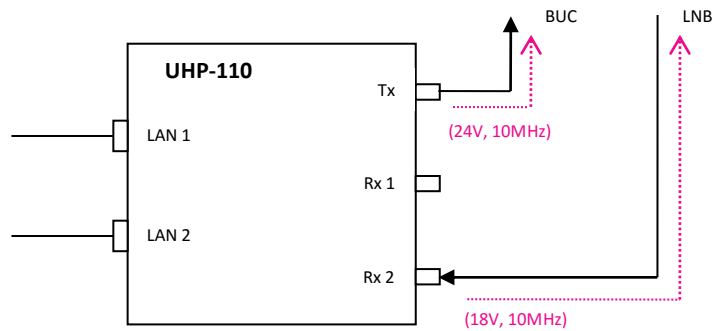 BUC
LNB
UHP-110
Tx
(24V, 10MHz)
LAN 1
Rx 1
LAN 2
Rx 2
(18V, 10MHz)